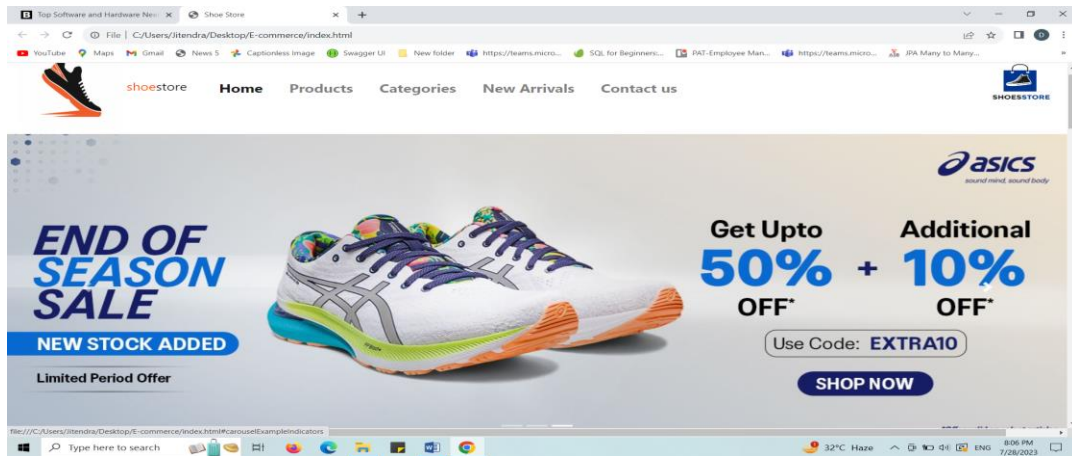 Top Software and Hardware New
Shoe Store
File | C:/Users/Jitendra/Desktop/E-commerce/index.html
YouTube Maps Gmail News 5 Captionless Image Swagger UI New folder https://teams.micro... SQL for Beginners:... PAT-Employee Man... https://teams.micro... JPA Many to Many...
shoestore Home Products Categories New Arrivals Contact us
SHOESSTORE
asics
sound mind, sound body
END OF
SEASON
SALE
NEW STOCK ADDED
Limited Period Offer
Get Upto
50%
OFF*
+
Additional
10%
OFF*
Use Code: EXTRA10
SHOP NOW
file:///C:/Users/Jitendra/Desktop/E-commerce/index.html#carouselExampleIndicators
Type here to search
32°C Haze
ENG
8:06 PM
7/28/2023